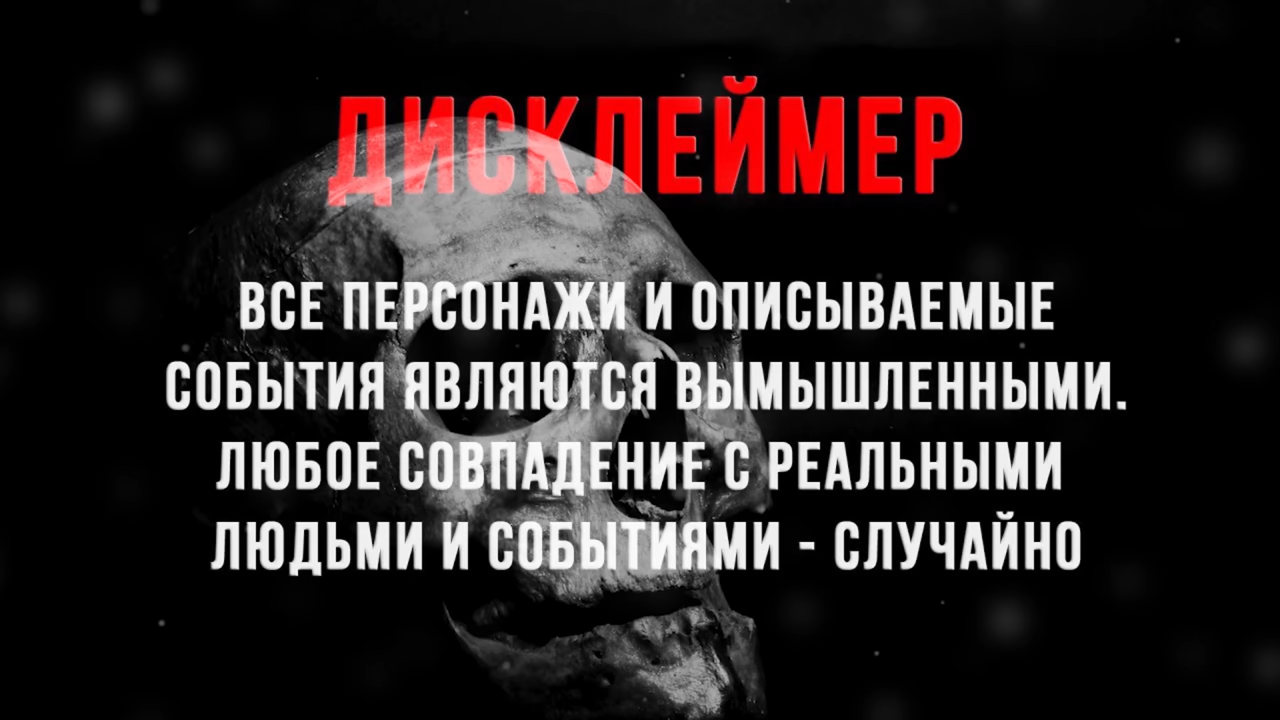 ДИСКЛЕЙМЕР
ВСЕ ПЕРСОНАЖИ И ОПИСЫВАЕМЫЕ
СОБЫТИЯ ЯВЛЯЮТСЯ ВЫМЫШЛЕННЫМИ.
ЛЮБОЕ СОВПАДЕНИЕ С РЕАЛЬНЫМИ
ЛЮДЬМИ И СОБЫТИЯМИ - СЛУЧАЙНО